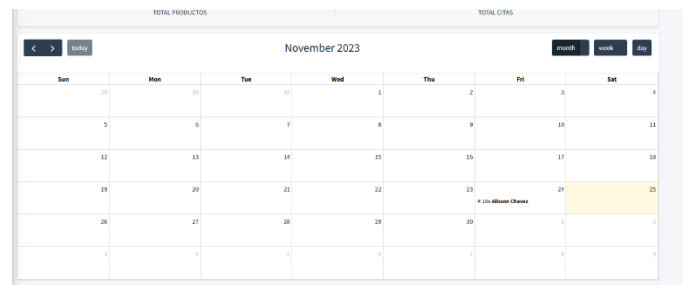 TOTAL PRODUCTOS TOTAL CITAS
< > today November 2023 month week day
Sun Mon Tue Wed Thu Fri Sat
29 30 31 1 2 3 4
5 6 7 8 9 10 11
12 13 14 15 16 17 18
19 20 21 22 23 24 25
10a Alisson Chavez
26 27 28 29 30 1 2
3 4 5 6 7 8 9